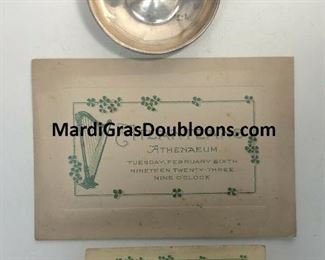 MardiGrasDoubloons.com
ATHENAEUM
TUESDAY, FEBRUARY SIXTH
NINETEEN TWENTY-THREE
NINE O'CLOCK